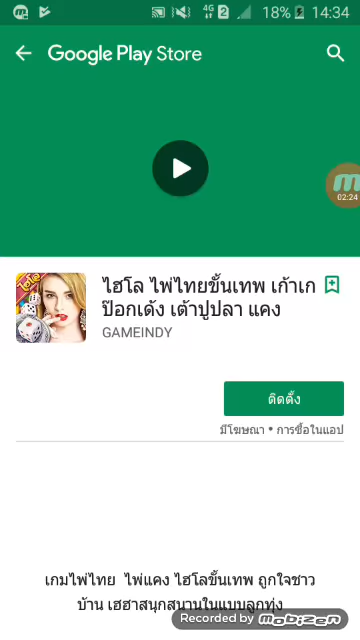 4G 2 18% 14:34
Google Play Store
02:24
ไฮโล ไพ่ไทยขั้นเทพ เก้าเก
ป๊อกเด้ง เต้าปูปลา แคง
GAMEINDY
ติดตั้ง
มีโฆษณา • การซื้อในแอป
เกมไพ่ไทย ไพ่แคง ไฮโลขั้นเทพ ถูกใจชาว
บ้าน เฮฮาสนุกสนานในแบบลูกทุ่ง
Recorded by mobizen